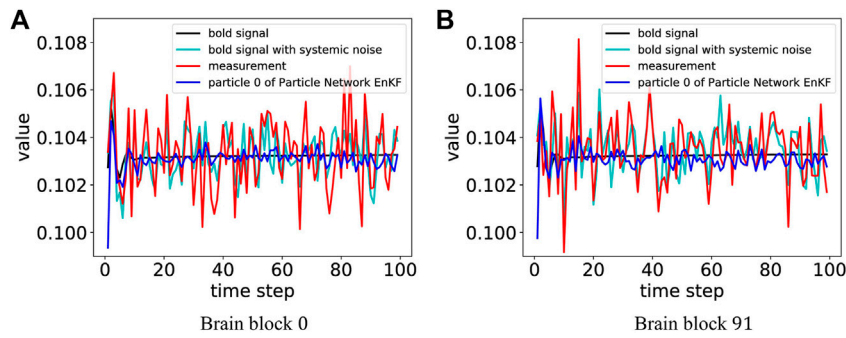 A
0.108
0.106
0.104
0.102
0.100
value
bold signal
bold signal with systemic noise
measurement
particle 0 of Particle Network EnKF
0 20 40 60 80 100
time step
Brain block 0
B
0.108
0.106
0.104
0.102
0.100
value
bold signal
bold signal with systemic noise
measurement
particle 0 of Particle Network EnKF
0 20 40 60 80 100
time step
Brain block 91